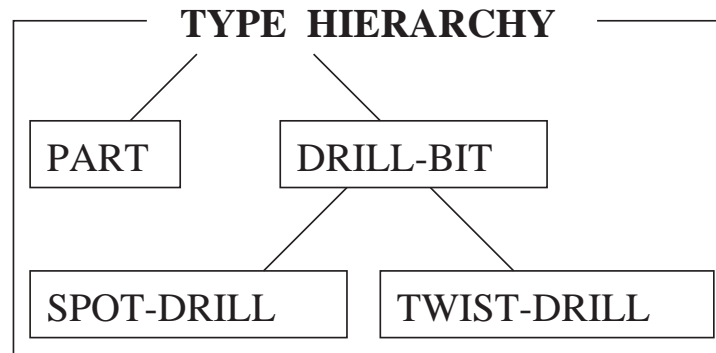 TYPE HIERARCHY
PART
DRILL-BIT
SPOT-DRILL
TWIST-DRILL